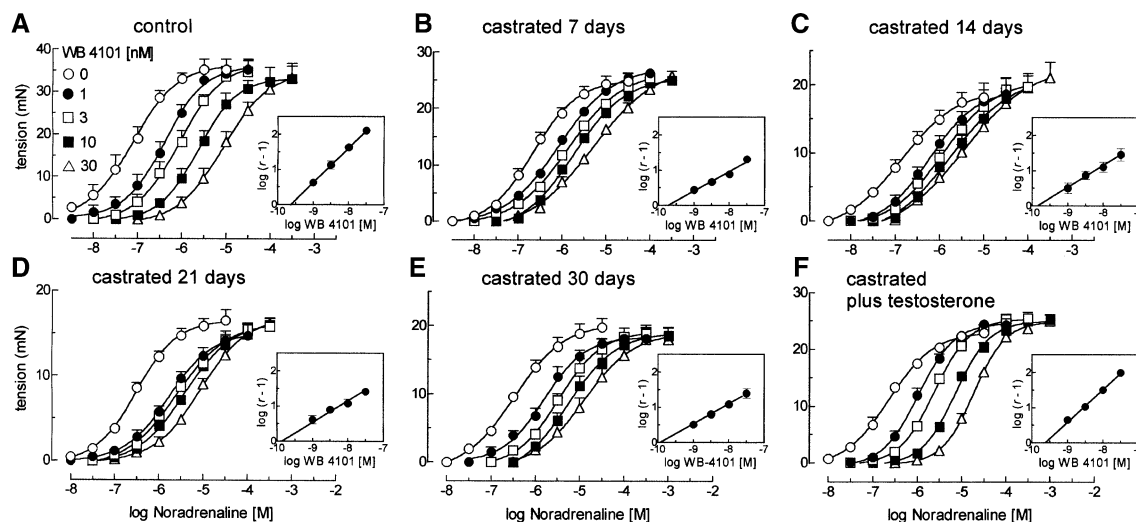 A control
WB 4101 [nM]
0
1
3
10
30
tension (mN)
40
30
20
10
0
-8 -7 -6 -5 -4 -3
log (r - 1)
2
1
0
-10 -9 -8 -7
log WB 4101 [M]
B castrated 7 days
30
20
10
0
-8 -7 -6 -5 -4 -3
log (r - 1)
2
1
0
-10 -9 -8 -7
log WB 4101 [M]
C castrated 14 days
20
10
0
-8 -7 -6 -5 -4 -3
log (r - 1)
2
1
0
-10 -9 -8 -7
log WB 4101 [M]
D castrated 21 days
tension (mN)
20
10
0
-8 -7 -6 -5 -4 -3 -2
log Noradrenaline [M]
log (r - 1)
2
1
0
-10 -9 -8 -7
log WB 4101 [M]
E castrated 30 days
20
10
0
-8 -7 -6 -5 -4 -3 -2
log Noradrenaline [M]
log (r - 1)
2
1
0
-10 -9 -8 -7
log WB-4101 [M]
F castrated
plus testosterone
30
20
10
0
-8 -7 -6 -5 -4 -3 -2
log Noradrenaline [M]
log (r - 1)
2
1
0
-10 -9 -8 -7
log WB 4101 [M]